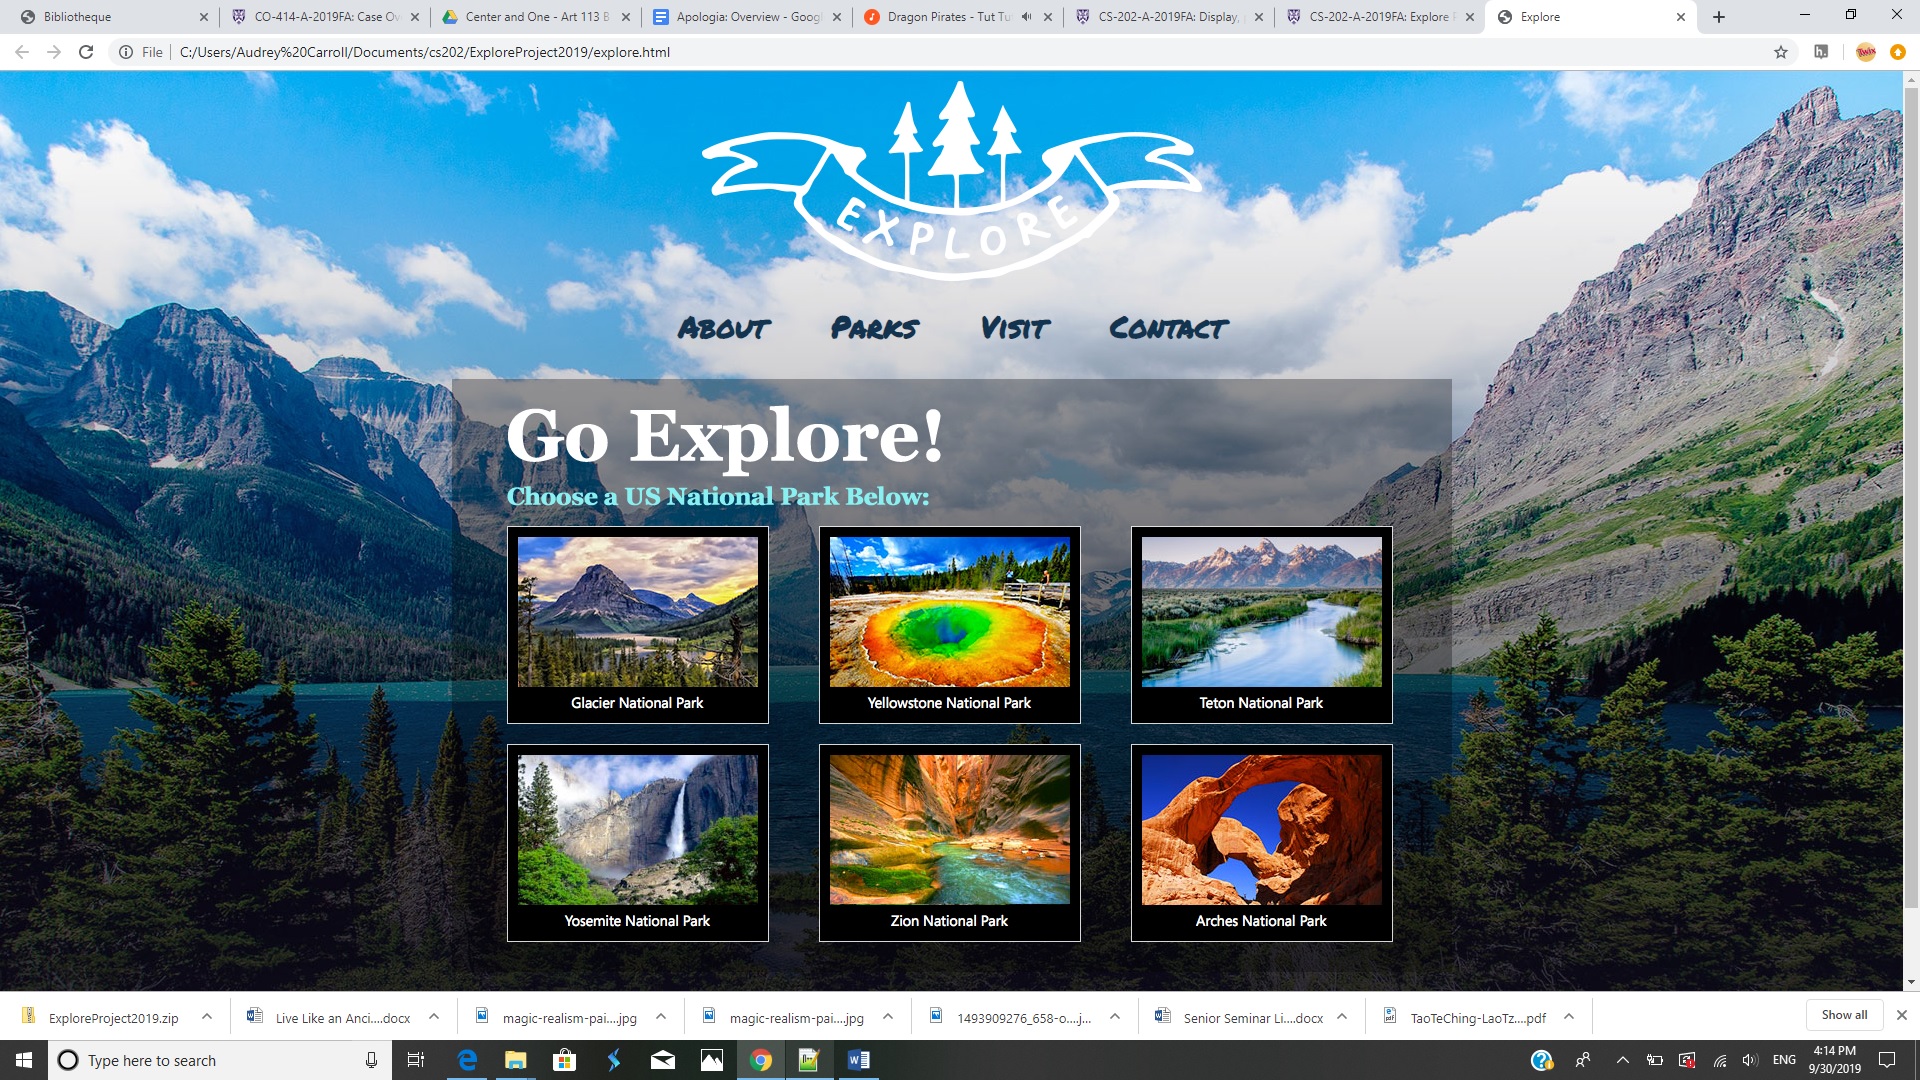 Bibliotheque
CO-414-A-2019FA: Case Ov
Center and One - Art 113 B
Apologia: Overview - Googl
Dragon Pirates - Tut Tu
CS-202-A-2019FA: Display,
CS-202-A-2019FA: Explore
Explore
File
C:/Users/Audrey%20Carroll/Documents/cs202/ExploreProject2019/explore.html
Twix
EXPLORE
About Parks Visit Contact
Go Explore!
Choose a US National Park Below:
Glacier National Park
Yellowstone National Park
Teton National Park
Yosemite National Park
Zion National Park
Arches National Park
ExploreProject2019.zip
Live Like an Anci....docx
magic-realism-pai....jpg
magic-realism-pai....jpg
1493909276_658-o....j...
Senior Seminar Li....docx
TaoTeChing-LaoTz....pdf
Show all
Type here to search
ENG
4:14 PM
9/30/2019